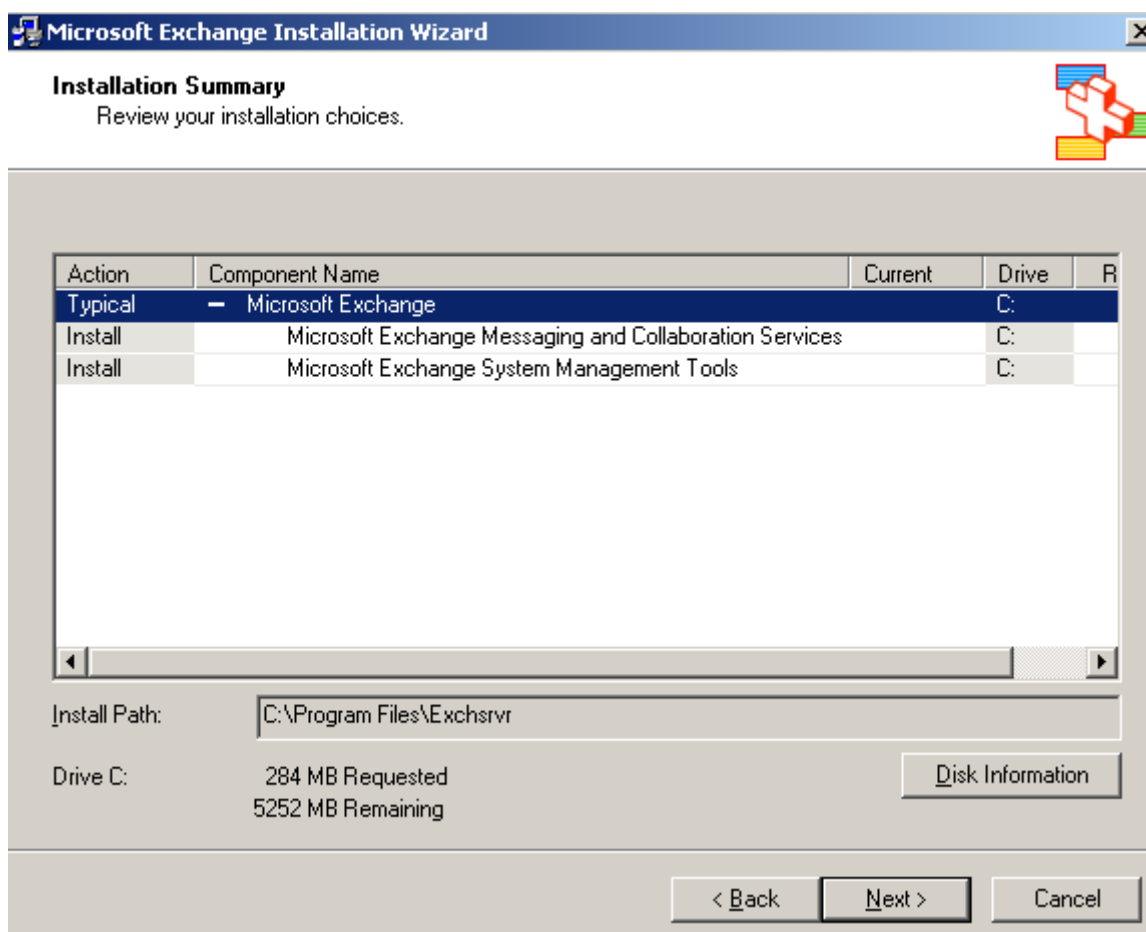 Microsoft Exchange Installation Wizard
Installation Summary
Review your installation choices.
Action Component Name Current Drive R
Typical Microsoft Exchange C:
Install Microsoft Exchange Messaging and Collaboration Services C:
Install Microsoft Exchange System Management Tools C:
Install Path: C:\Program Files\Exchsrvr
Drive C: 284 MB Requested
5252 MB Remaining
Disk Information
< Back Next > Cancel